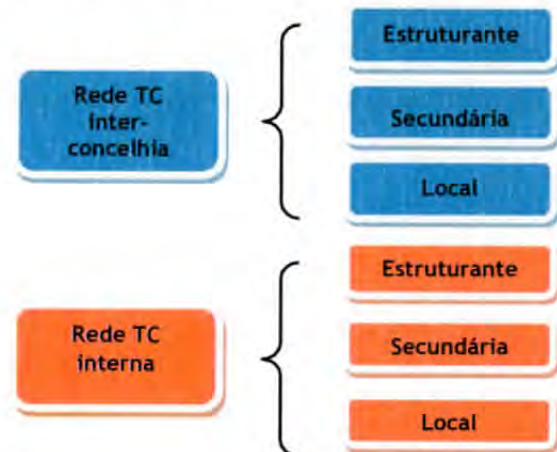 Rede TC
inter-
concelhia
Estruturante
Secundária
Local
Rede TC
interna
Estruturante
Secundária
Local